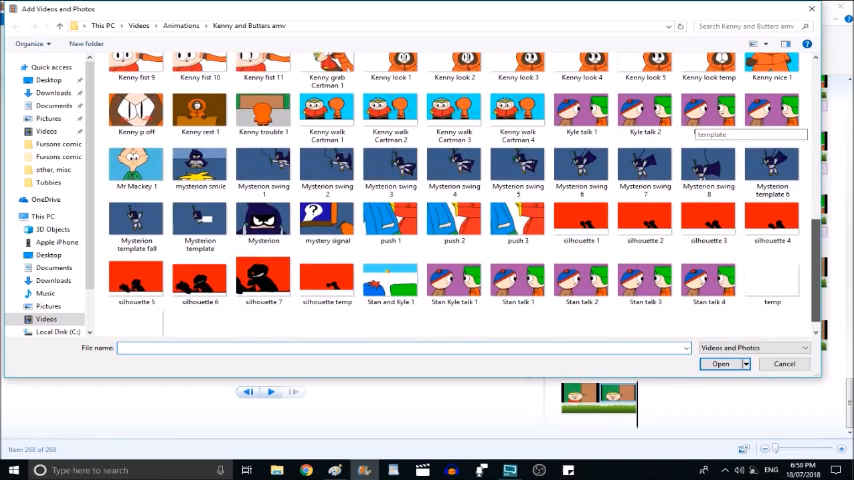 Add Videos and Photos
This PC > Videos > Animations > Kenny and Butters amv
Search Kenny and Butters amv
Organize
New folder
Quick access
Desktop
Downloads
Documents
Pictures
Videos
Fursons comic
Fursons comic
other, misc
Tubbies
OneDrive
This PC
3D Objects
Apple iPhone
Desktop
Documents
Downloads
Music
Pictures
Videos
Local Disk (C:)
Kenny fist 9
Kenny fist 10
Kenny fist 11
Kenny grab Cartman 1
Kenny look 1
Kenny look 2
Kenny look 3
Kenny look 4
Kenny look 5
Kenny look temp
Kenny nice 1
Kenny p off
Kenny rest 1
Kenny trouble 1
Kenny walk Cartman 1
Kenny walk Cartman 2
Kenny walk Cartman 3
Kenny walk Cartman 4
Kyle talk 1
Kyle talk 2
template
Mr Mackey 1
mysterion smile
Mysterion swing 1
Mysterion swing 2
Mysterion swing 3
Mysterion swing 4
Mysterion swing 5
Mysterion swing 6
Mysterion swing 7
Mysterion swing 8
Mysterion template 6
Mysterion template fall
Mysterion template
Mysterion
mystery signal
push 1
push 2
push 3
silhouette 1
silhouette 2
silhouette 3
silhouette 4
silhouette 5
silhouette 6
silhouette 7
silhouette temp
Stan and Kyle 1
Stan Kyle talk 1
Stan talk 1
Stan talk 2
Stan talk 3
Stan talk 4
temp
File name:
Videos and Photos
Open
Cancel
Item 268 of 268
Type here to search
ENG
6:58 PM
18/07/2018